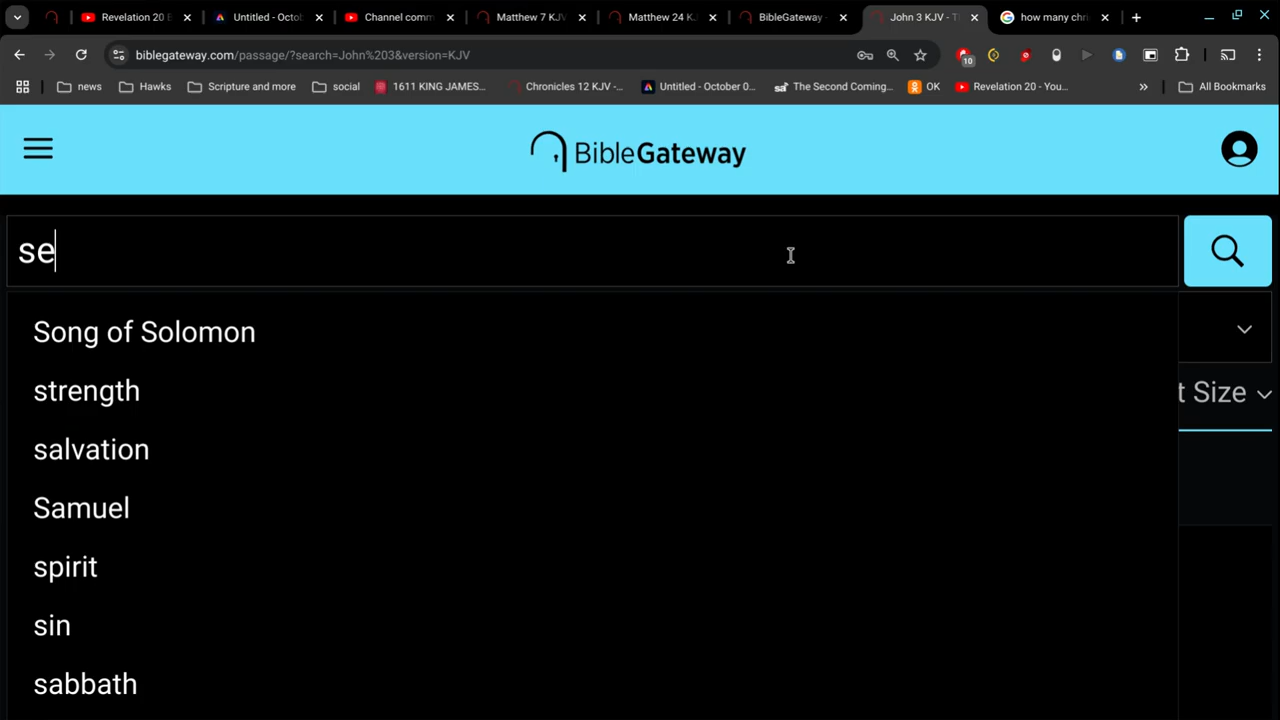 Revelation 20 E
Untitled - Octob
Channel comm
Matthew 7 KJV
Matthew 24 K
BibleGateway -
John 3 KJV - T
how many chri
biblegateway.com/passage/?search=John%203&version=KJV
10
news
Hawks
Scripture and more
social
1611 KING JAMES...
Chronicles 12 KJV -...
Untitled - October 0...
sa
The Second Coming...
OK
Revelation 20 - You...
»
All Bookmarks
BibleGateway
se
Song of Solomon
t Size
strength
salvation
Samuel
spirit
sin
sabbath